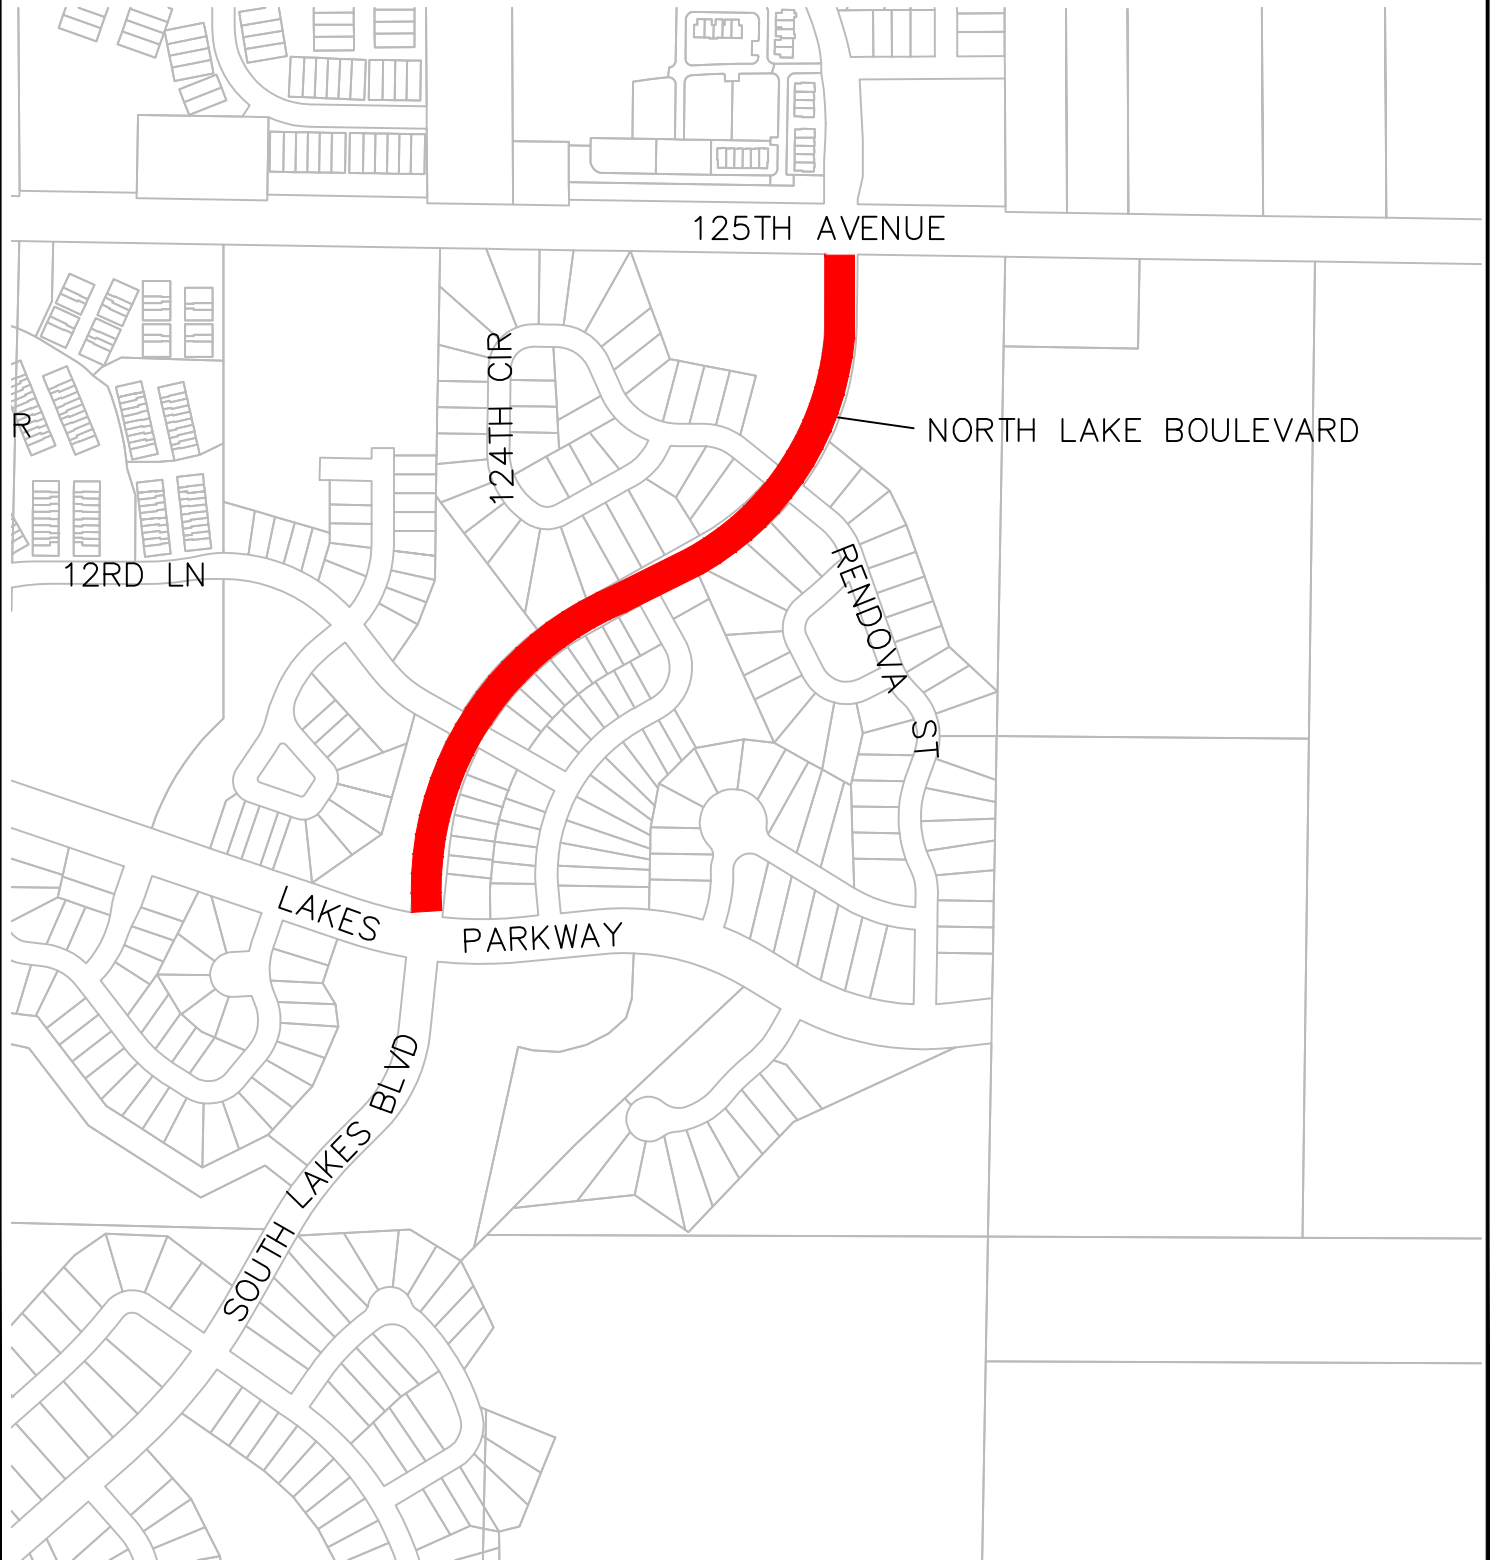 125TH AVENUE
124TH CIR
R
NORTH LAKE BOULEVARD
12RD LN
RENDOVA ST
LAKES PARKWAY
SOUTH LAKES BLVD